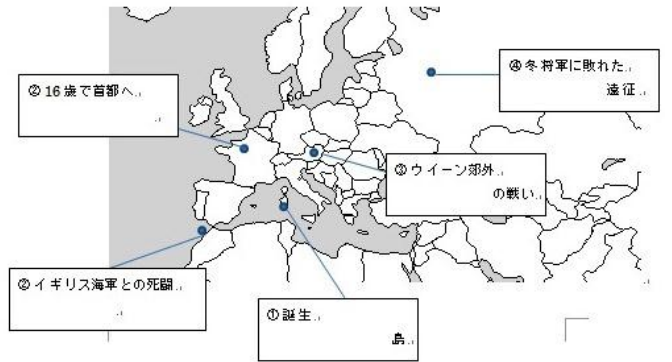 ④冬将軍に敗れた
遠征
②16歳で首都へ
③ウイーン郊外
の戦い
②イギリス海軍との死闘
①誕生
島